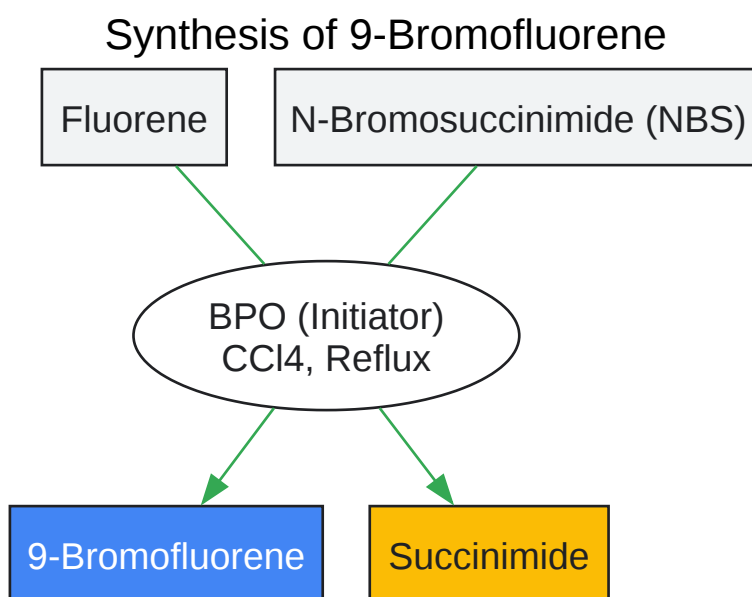 Synthesis of 9-Bromofluorene
Fluorene
N-Bromosuccinimide (NBS)
BPO (Initiator)
CCl4, Reflux
9-Bromofluorene
Succinimide